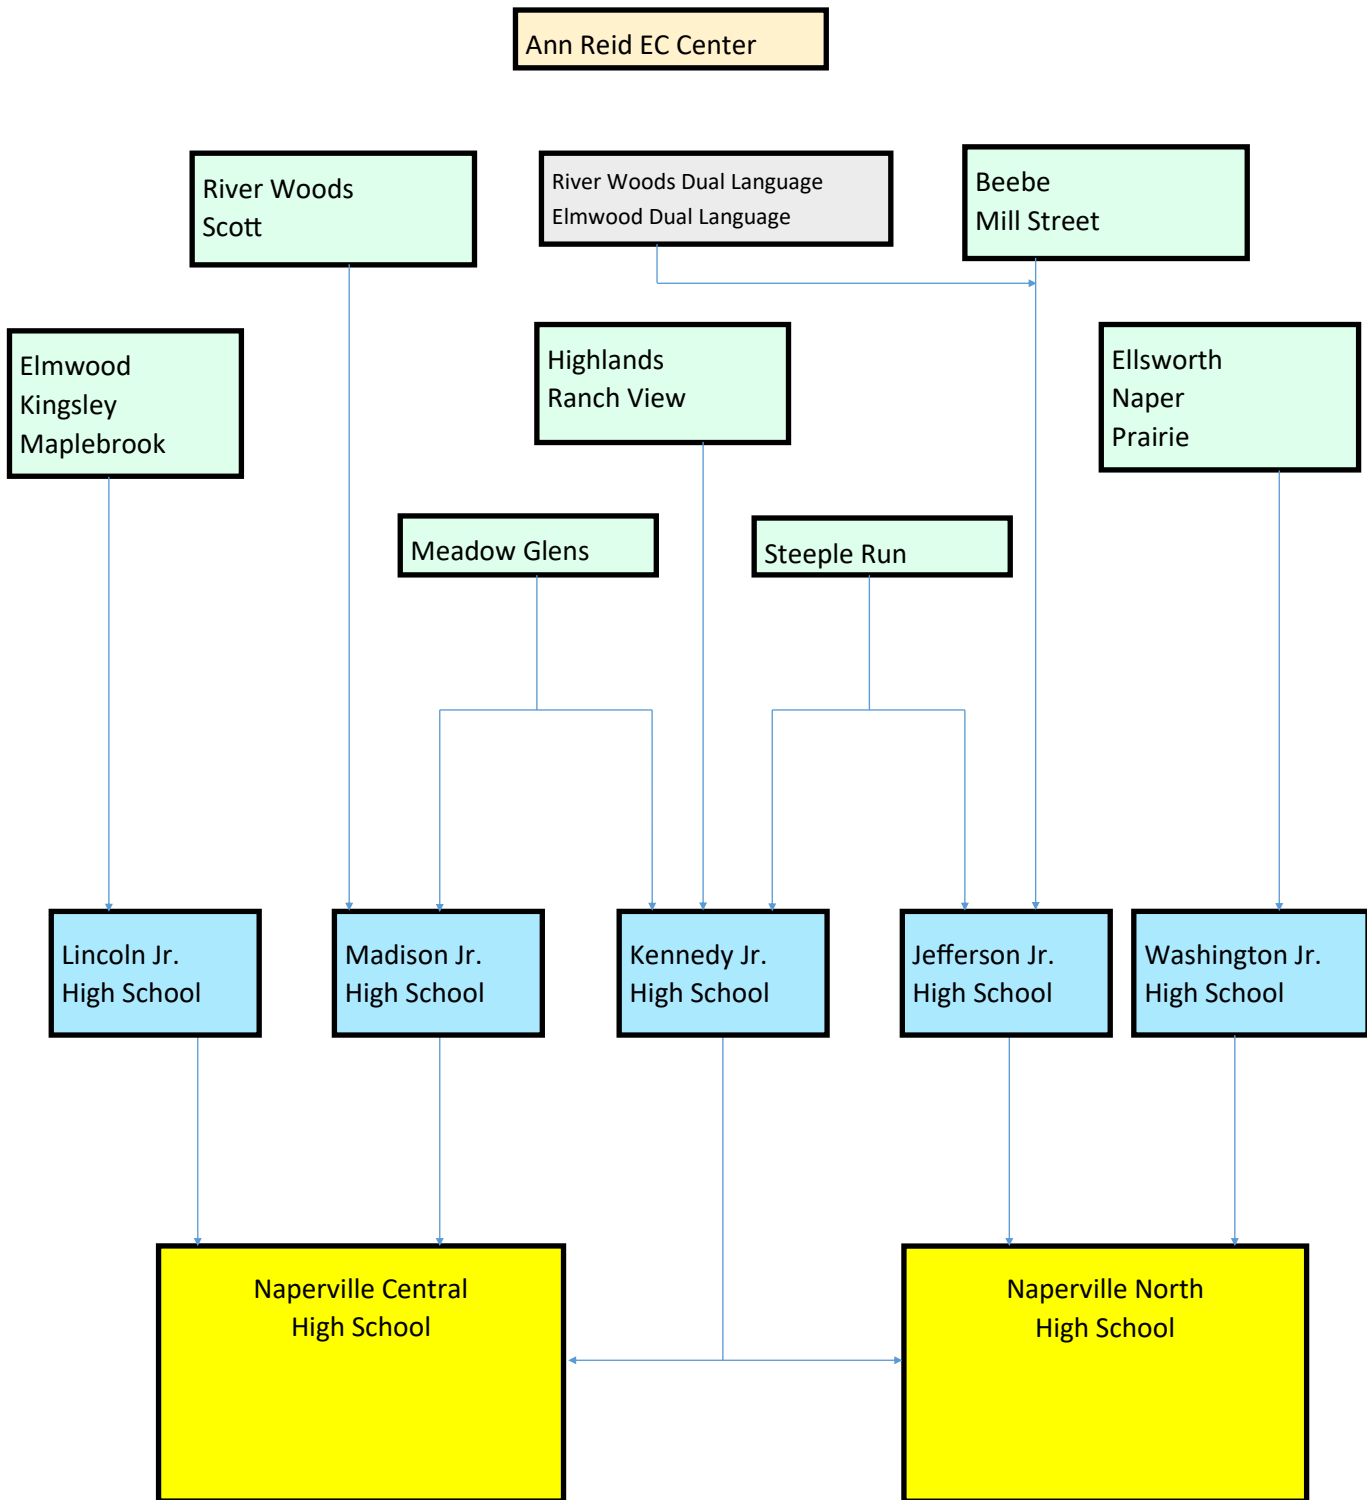 Ann Reid EC Center
River Woods
Scott
River Woods Dual Language
Elmwood Dual Language
Beebe
Mill Street
Elmwood
Kingsley
Maplebrook
Highlands
Ranch View
Ellsworth
Naper
Prairie
Meadow Glens
Steeple Run
Lincoln Jr.
High School
Madison Jr.
High School
Kennedy Jr.
High School
Jefferson Jr.
High School
Washington Jr.
High School
Naperville Central
High School
Naperville North
High School